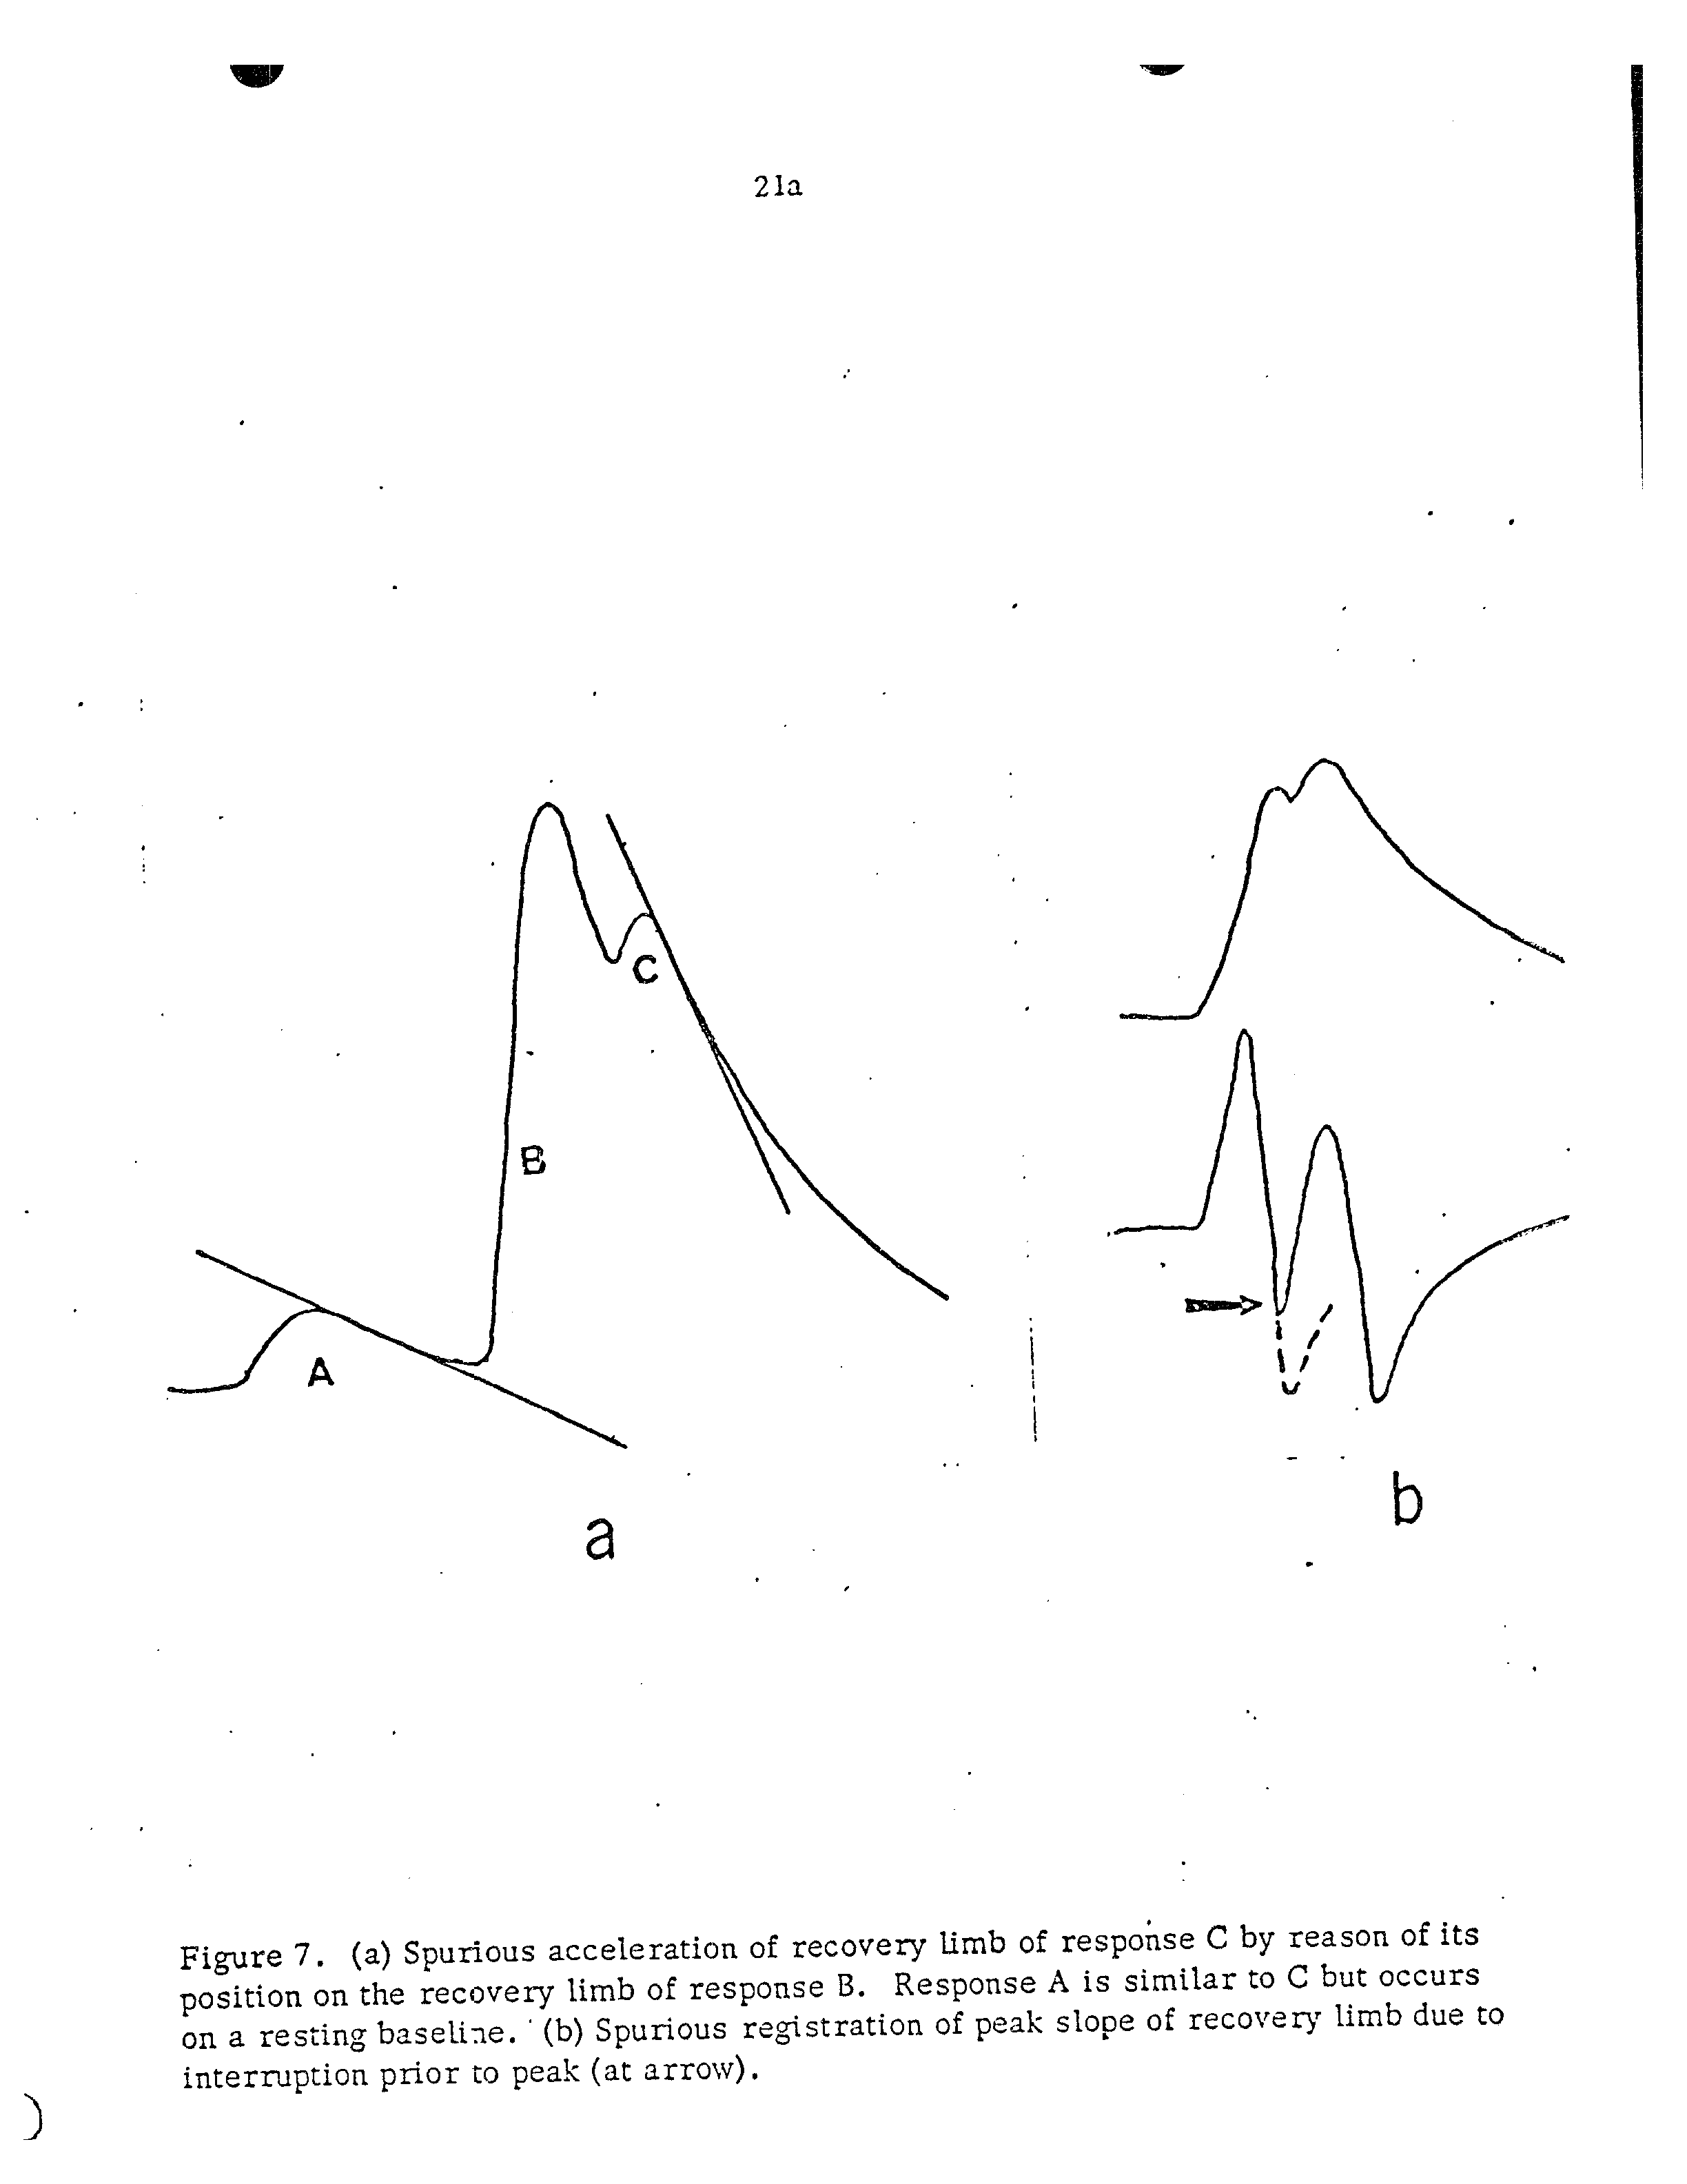 21a
C
B
A
a
b
Figure 7. (a) Spurious acceleration of recovery limb of response C by reason of its
position on the recovery limb of response B. Response A is similar to C but occurs
on a resting baseline. (b) Spurious registration of peak slope of recovery limb due to
interruption prior to peak (at arrow).